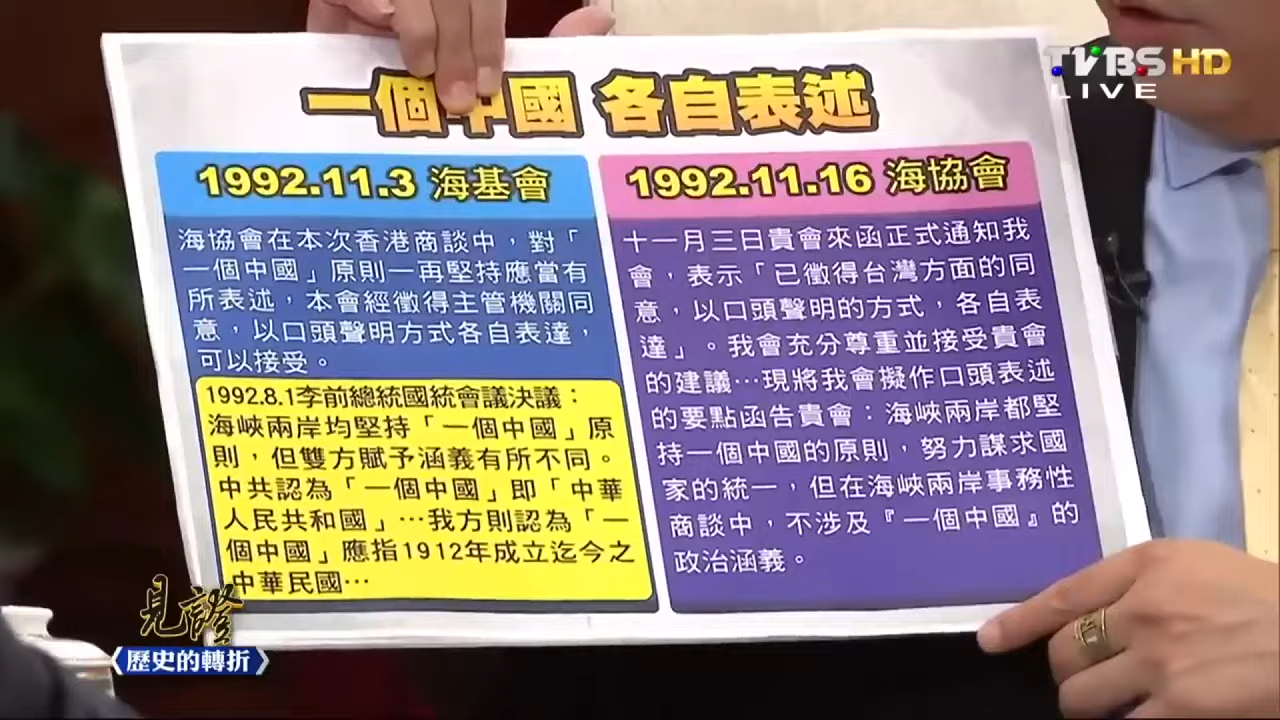 TVBS HD
LIVE
一個中國 各自表述
1992.11.3 海基會
海協會在本次香港商談中，對「
一個中國」原則一再堅持應當有
所表述，本會經徵得主管機關同
意，以口頭聲明方式各自表達，
可以接受。
1992.8.1李前總統國統會議決議：
海峽兩岸均堅持「一個中國」原
則，但雙方賦予涵義有所不同。
中共認為「一個中國」即「中華
人民共和國」…我方則認為「一
個中國」應指1912年成立迄今之
中華民國…
1992.11.16 海協會
十一月三日貴會來函正式通知我
會，表示「已徵得台灣方面的同
意，以口頭聲明的方式，各自表
達」。我會充分尊重並接受貴會
的建議…現將我會擬作口頭表述
的要點函告貴會：海峽兩岸都堅
持一個中國的原則，努力謀求國
家的統一，但在海峽兩岸事務性
商談中，不涉及『一個中國』的
政治涵義。
見證
歷史的轉折